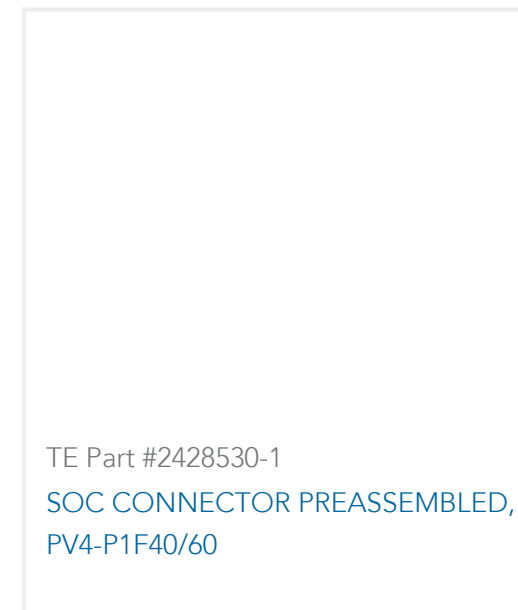 TE Part #2428530-1
SOC CONNECTOR PREASSEMBLED,
PV4-P1F40/60